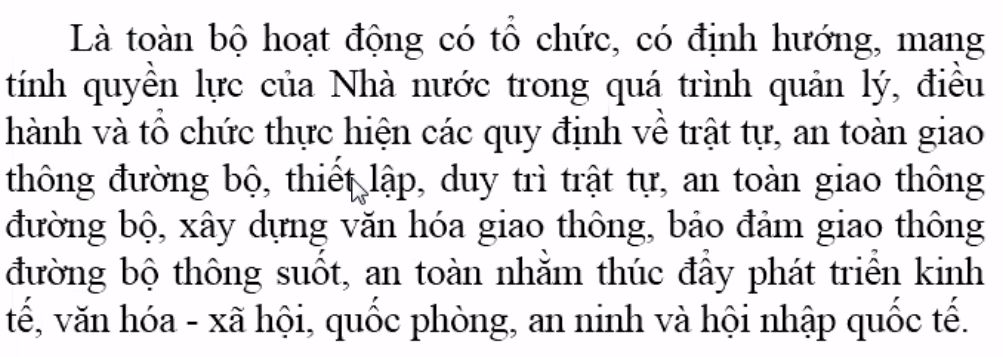 Là toàn bộ hoạt động có tổ chức, có định hướng, mang
tính quyền lực của Nhà nước trong quá trình quản lý, điều
hành và tổ chức thực hiện các quy định về trật tự, an toàn giao
thông đường bộ, thiết lập, duy trì trật tự, an toàn giao thông
đường bộ, xây dựng văn hóa giao thông, bảo đảm giao thông
đường bộ thông suốt, an toàn nhằm thúc đẩy phát triển kinh
tế, văn hóa - xã hội, quốc phòng, an ninh và hội nhập quốc tế.